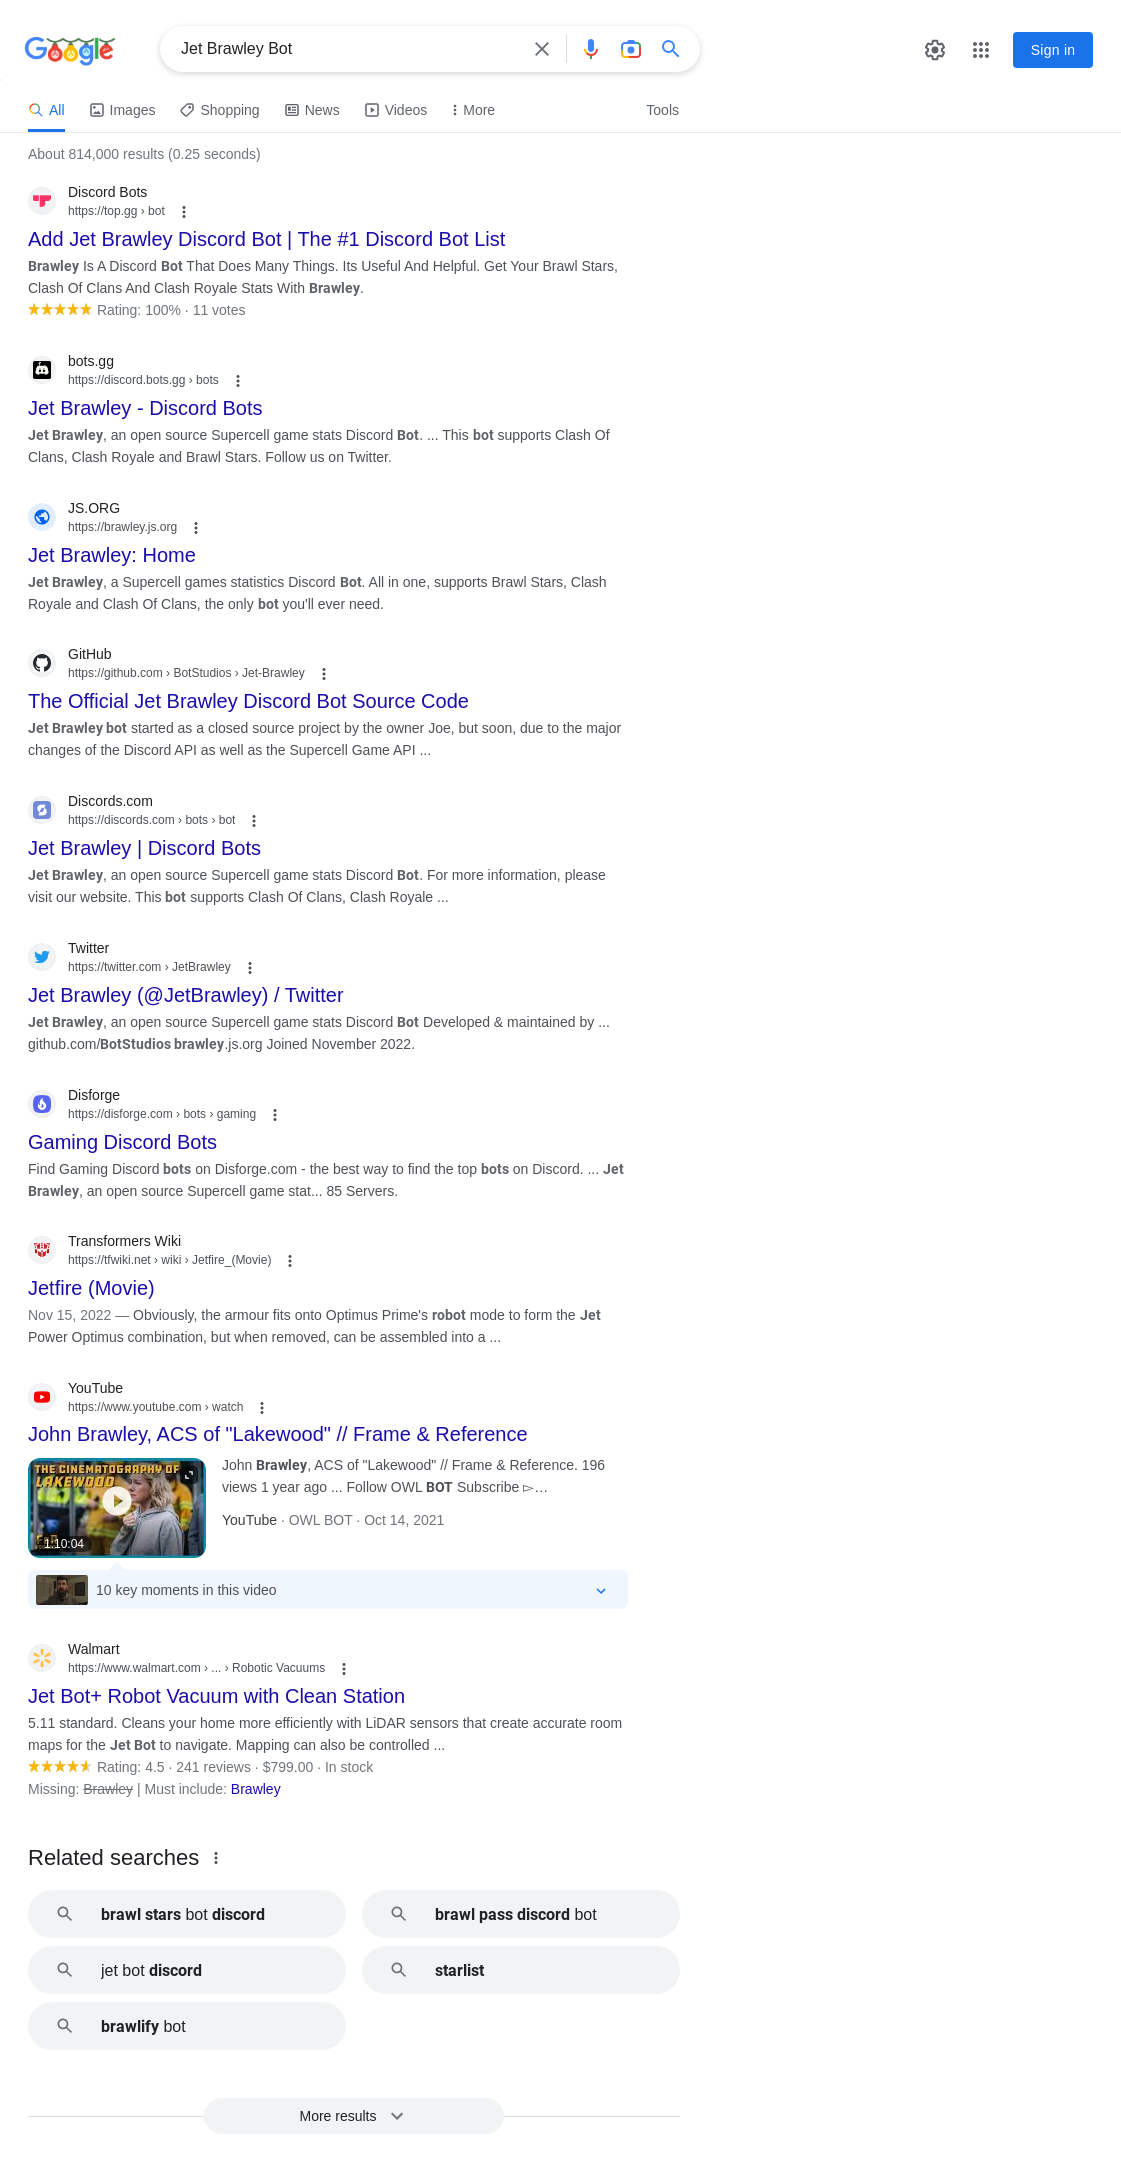 Google
Jet Brawley Bot
Sign in
All Images Shopping News Videos More Tools
About 814,000 results (0.25 seconds)
Discord Bots
https://top.gg › bot
Add Jet Brawley Discord Bot | The #1 Discord Bot List
Brawley Is A Discord Bot That Does Many Things. Its Useful And Helpful. Get Your Brawl Stars,
Clash Of Clans And Clash Royale Stats With Brawley.
Rating: 100% · 11 votes
bots.gg
https://discord.bots.gg › bots
Jet Brawley - Discord Bots
Jet Brawley, an open source Supercell game stats Discord Bot. ... This bot supports Clash Of
Clans, Clash Royale and Brawl Stars. Follow us on Twitter.
JS.ORG
https://brawley.js.org
Jet Brawley: Home
Jet Brawley, a Supercell games statistics Discord Bot. All in one, supports Brawl Stars, Clash
Royale and Clash Of Clans, the only bot you'll ever need.
GitHub
https://github.com › BotStudios › Jet-Brawley
The Official Jet Brawley Discord Bot Source Code
Jet Brawley bot started as a closed source project by the owner Joe, but soon, due to the major
changes of the Discord API as well as the Supercell Game API ...
Discords.com
https://discords.com › bots › bot
Jet Brawley | Discord Bots
Jet Brawley, an open source Supercell game stats Discord Bot. For more information, please
visit our website. This bot supports Clash Of Clans, Clash Royale ...
Twitter
https://twitter.com › JetBrawley
Jet Brawley (@JetBrawley) / Twitter
Jet Brawley, an open source Supercell game stats Discord Bot Developed & maintained by ...
github.com/BotStudios brawley.js.org Joined November 2022.
Disforge
https://disforge.com › bots › gaming
Gaming Discord Bots
Find Gaming Discord bots on Disforge.com - the best way to find the top bots on Discord. ... Jet
Brawley, an open source Supercell game stat... 85 Servers.
Transformers Wiki
https://tfwiki.net › wiki › Jetfire_(Movie)
Jetfire (Movie)
Nov 15, 2022 — Obviously, the armour fits onto Optimus Prime's robot mode to form the Jet
Power Optimus combination, but when removed, can be assembled into a ...
YouTube
https://www.youtube.com › watch
John Brawley, ACS of "Lakewood" // Frame & Reference
THE CINEMATOGRAPHY OF
LAKEWOOD
1:10:04
John Brawley, ACS of "Lakewood" // Frame & Reference. 196
views 1 year ago ... Follow OWL BOT Subscribe ▻…
YouTube · OWL BOT · Oct 14, 2021
10 key moments in this video
Walmart
https://www.walmart.com › ... › Robotic Vacuums
Jet Bot+ Robot Vacuum with Clean Station
5.11 standard. Cleans your home more efficiently with LiDAR sensors that create accurate room
maps for the Jet Bot to navigate. Mapping can also be controlled ...
Rating: 4.5 · 241 reviews · $799.00 · In stock
Missing: Brawley | Must include: Brawley
Related searches
brawl stars bot discord
brawl pass discord bot
jet bot discord
starlist
brawlify bot
More results